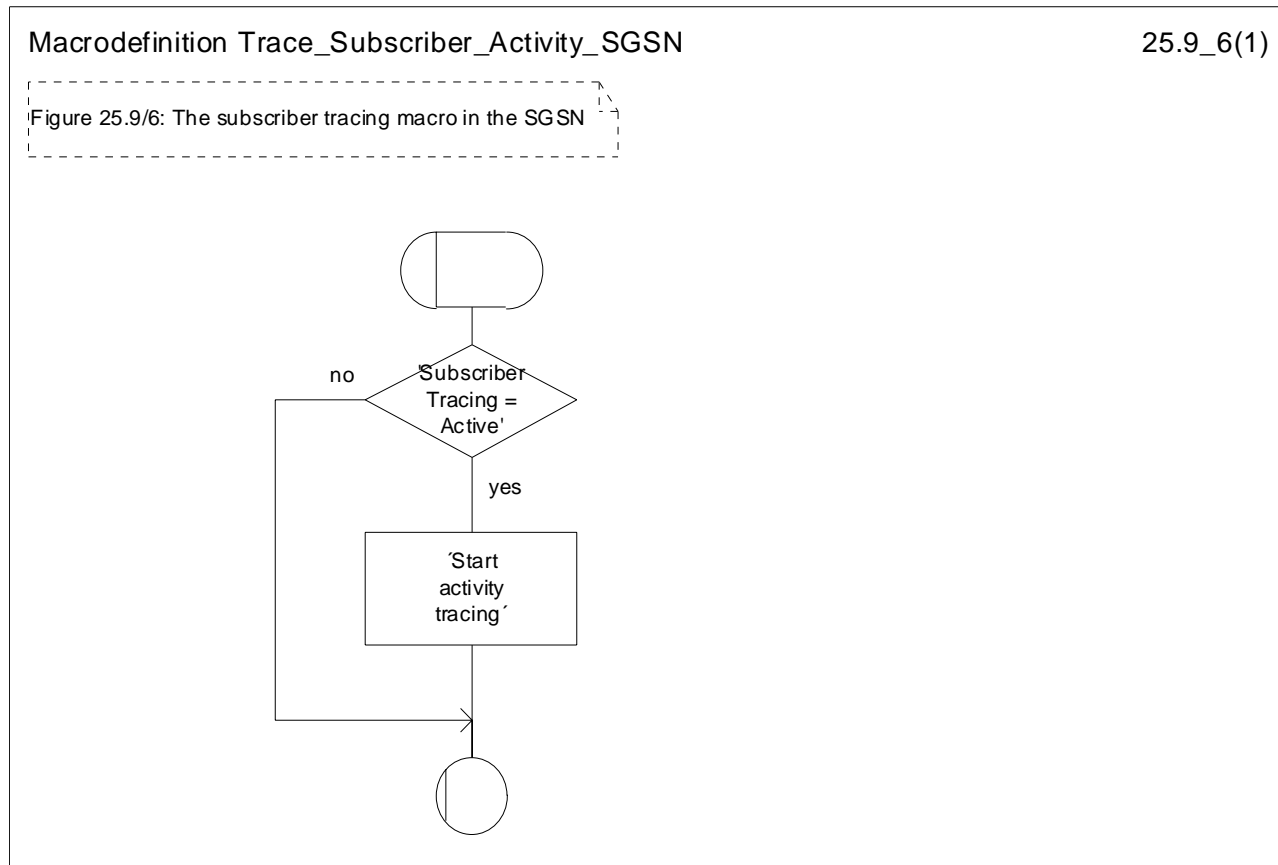 Macrodefinition Trace_Subscriber_Activity_SGSN 25.9_6(1)
Figure 25.9/6: The subscriber tracing macro in the SGSN
no
'Subscriber
Tracing =
Active'
yes
´Start
activity
tracing´